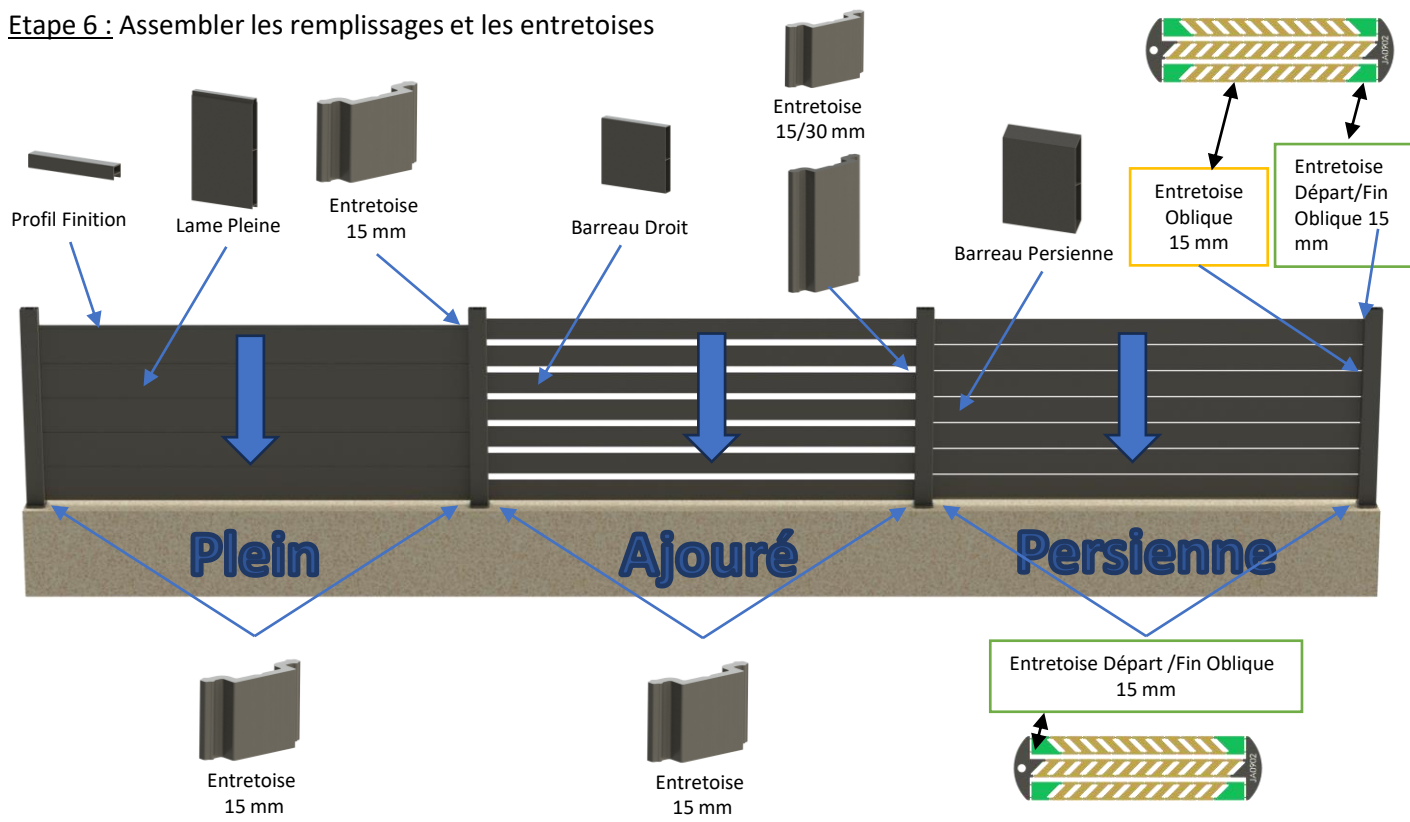 Etape 6 : Assembler les remplissages et les entretoises
JA0902
Entretoise
15/30 mm
Profil Finition
Lame Pleine
Entretoise
15 mm
Barreau Droit
Barreau Persienne
Entretoise
Oblique
15 mm
Entretoise
Départ/Fin
Oblique 15
mm
Plein
Ajouré
Persienne
Entretoise
15 mm
Entretoise
15 mm
Entretoise Départ /Fin Oblique
15 mm
JA0902